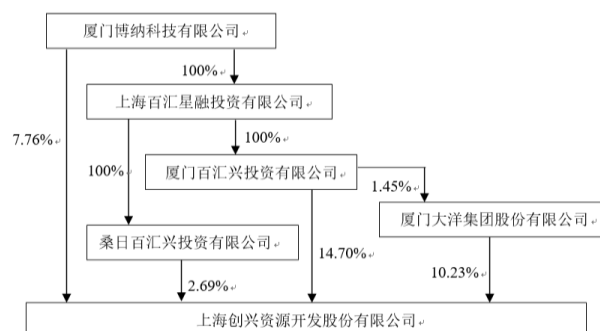 厦门博纳科技有限公司
100%
上海百汇星融投资有限公司
7.76%
100%
100%
厦门百汇兴投资有限公司
1.45%
厦门大洋集团股份有限公司
桑日百汇兴投资有限公司
14.70%
10.23%
2.69%
上海创兴资源开发股份有限公司